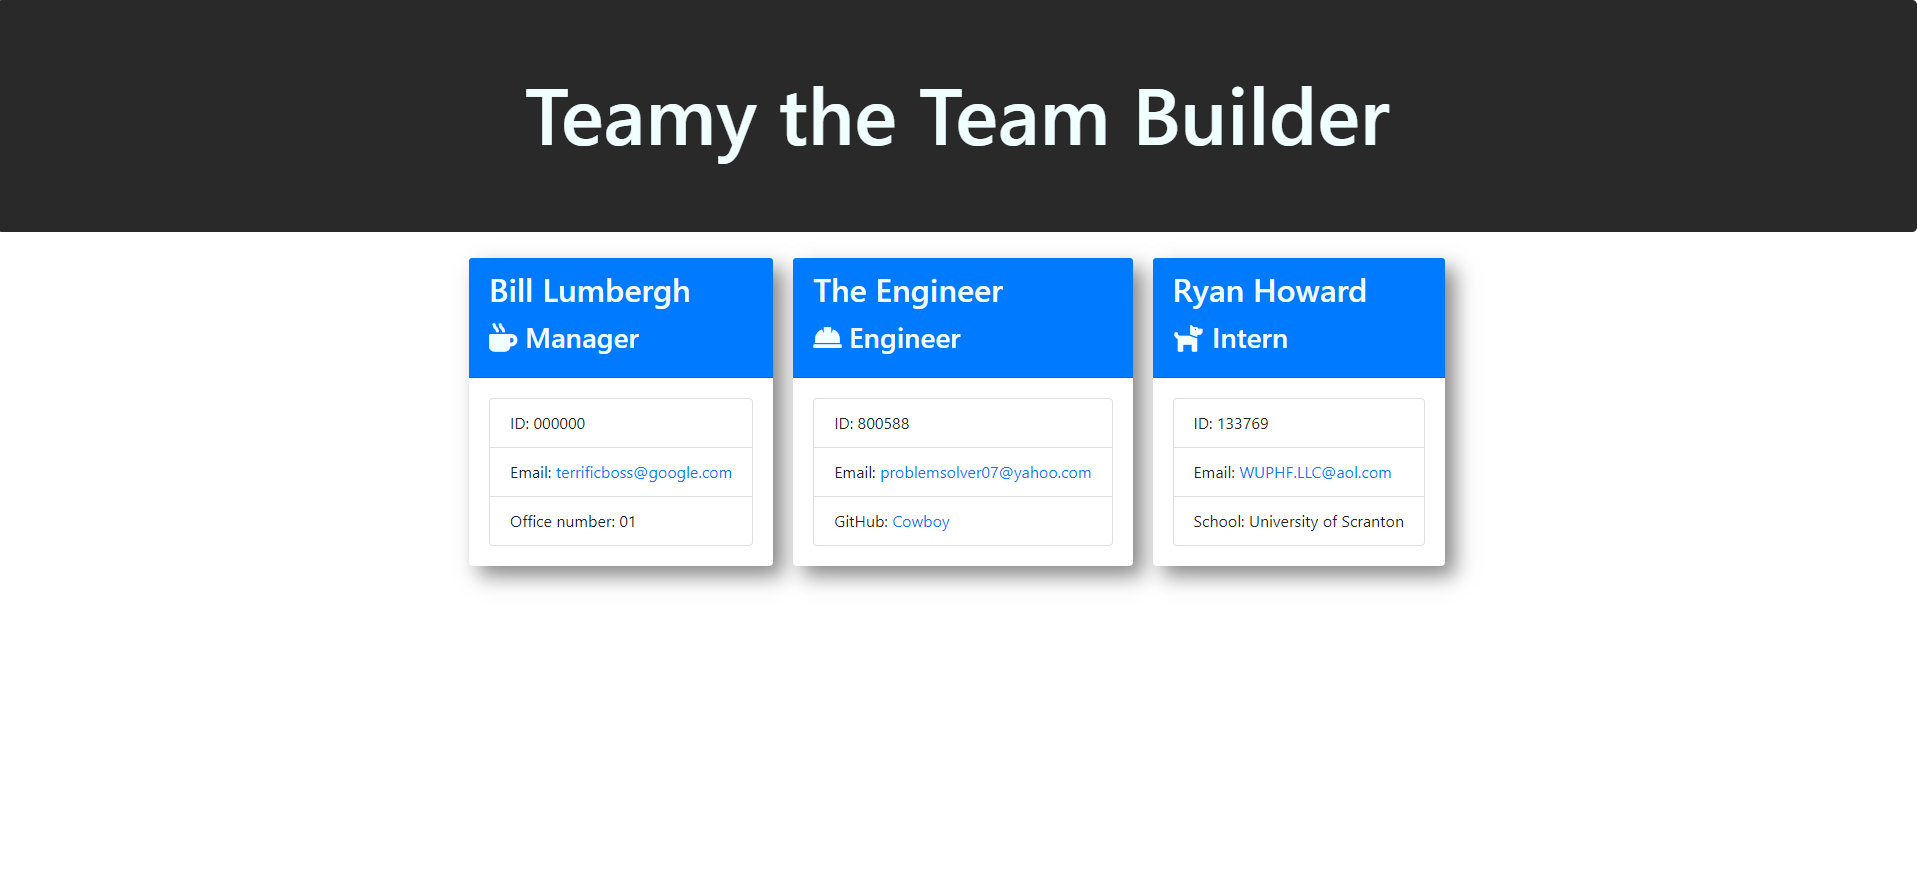 Teamy the Team Builder
Bill Lumbergh
Manager
ID: 000000
Email: terrificboss@google.com
Office number: 01
The Engineer
Engineer
ID: 800588
Email: problemsolver07@yahoo.com
GitHub: Cowboy
Ryan Howard
Intern
ID: 133769
Email: WUPHF.LLC@aol.com
School: University of Scranton